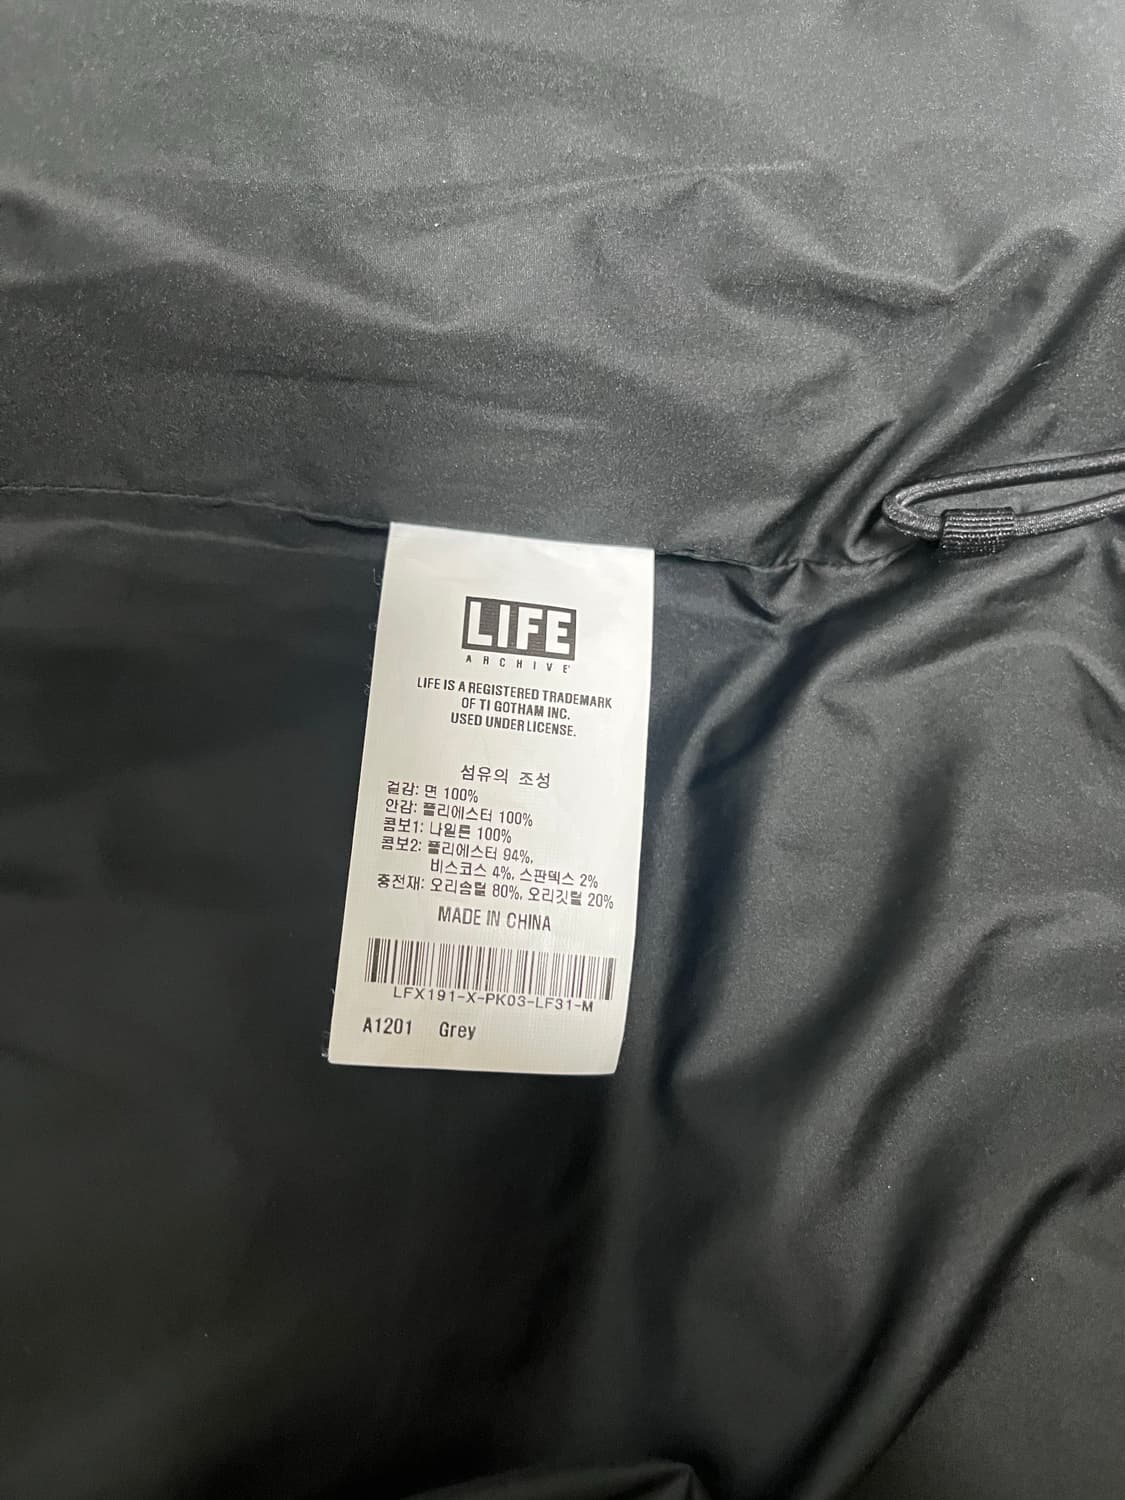 LIFE
ARCHIVE
LIFE IS A REGISTERED TRADEMARK
OF TI GOTHAM INC.
USED UNDER LICENSE.
섬유의 조성
겉감: 면 100%
안감: 폴리에스터 100%
콤보1: 나일론 100%
콤보2: 폴리에스터 94%,
비스코스 4%, 스판덱스 2%
충전재: 오리솜털 80%, 오리깃털 20%
MADE IN CHINA
LFX191-X-PK03-LF31-M
A1201 Grey